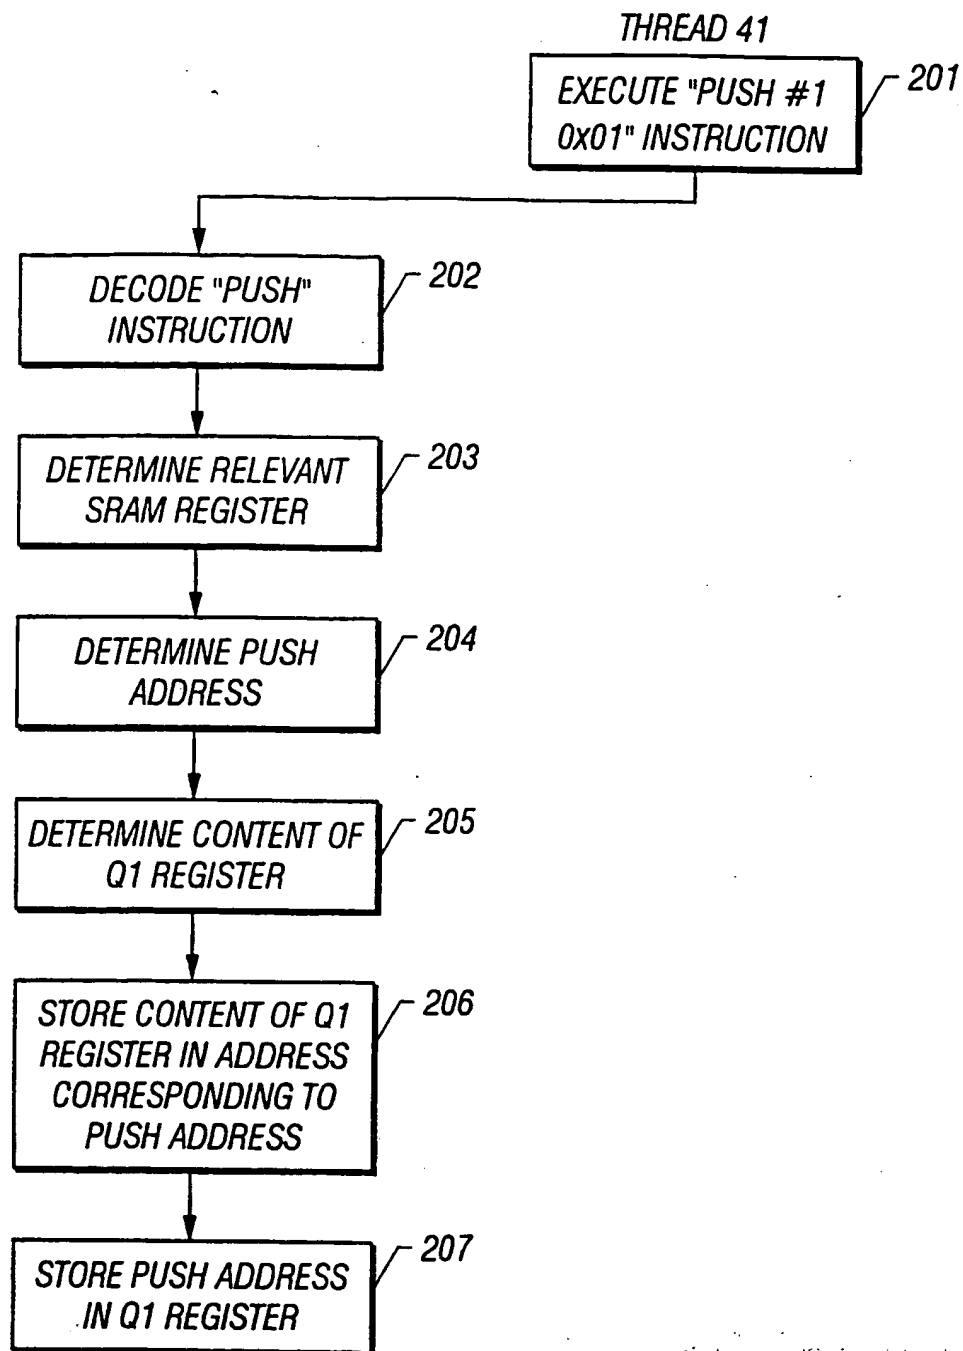 THREAD 41
EXECUTE "PUSH #1
0x01" INSTRUCTION
201
DECODE "PUSH"
INSTRUCTION
202
DETERMINE RELEVANT
SRAM REGISTER
203
DETERMINE PUSH
ADDRESS
204
DETERMINE CONTENT OF
Q1 REGISTER
205
STORE CONTENT OF Q1
REGISTER IN ADDRESS
CORRESPONDING TO
PUSH ADDRESS
206
STORE PUSH ADDRESS
IN Q1 REGISTER
207